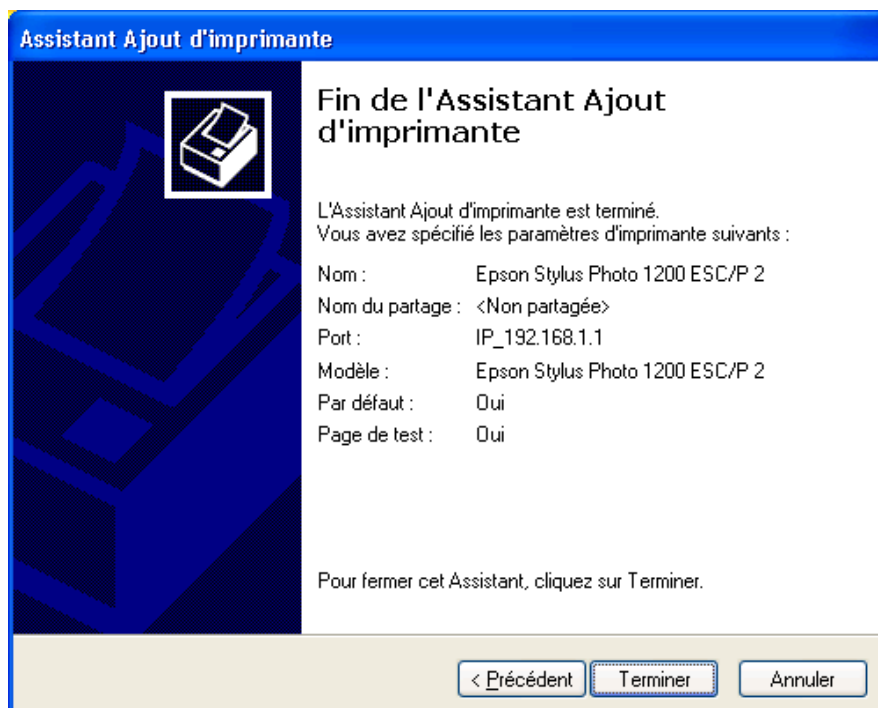 Assistant Ajout d'imprimante
Fin de l'Assistant Ajout
d'imprimante
L'Assistant Ajout d'imprimante est terminé.
Vous avez spécifié les paramètres d'imprimante suivants :
Nom : Epson Stylus Photo 1200 ESC/P 2
Nom du partage : <Non partagée>
Port : IP_192.168.1.1
Modèle : Epson Stylus Photo 1200 ESC/P 2
Par défaut : Oui
Page de test : Oui
Pour fermer cet Assistant, cliquez sur Terminer.
< Précédent Terminer Annuler